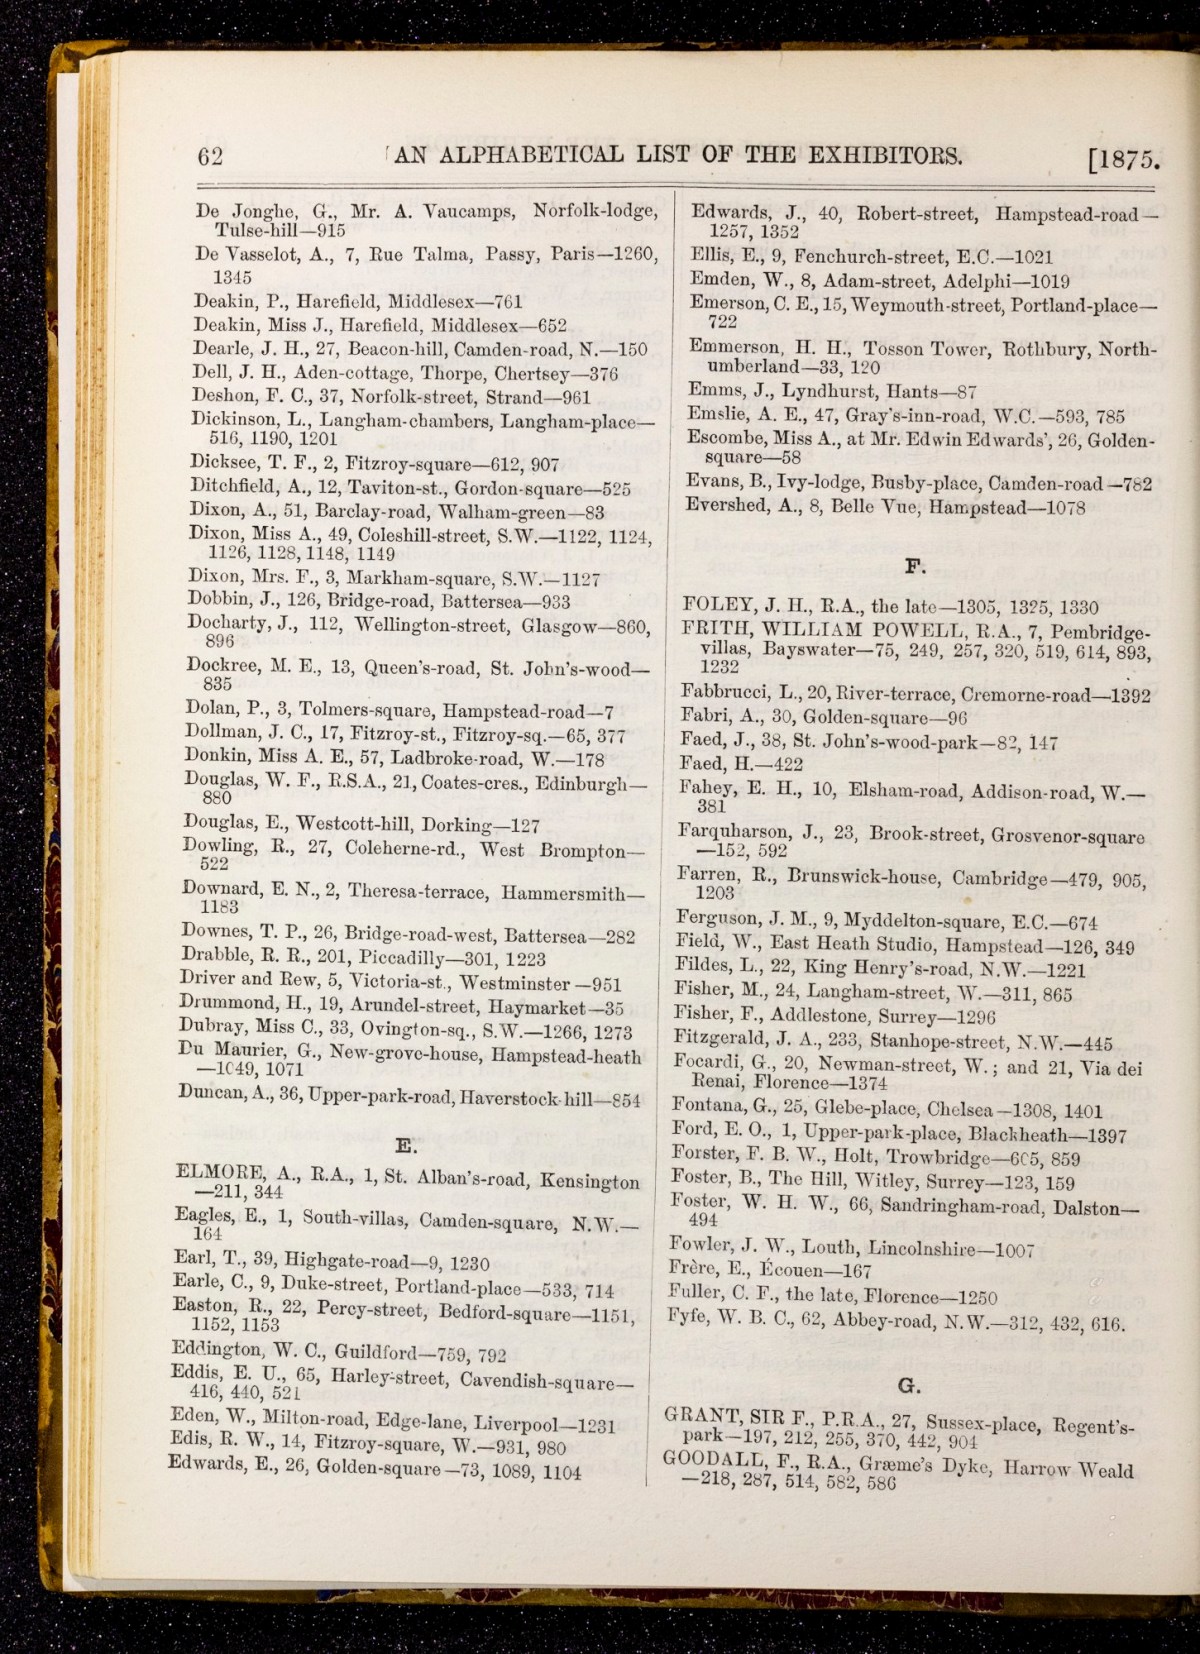 62 AN ALPHABETICAL LIST OF THE EXHIBITORS. [1875.
De Jonghe, G., Mr. A. Vaucamps, Norfolk-lodge,
Tulse-hill—915
De Vasselot, A., 7, Rue Talma, Passy, Paris—1260,
1345
Deakin, P., Harefield, Middlesex—761
Deakin, Miss J., Harefield, Middlesex—652
Dearle, J. H., 27, Beacon-hill, Camden-road, N.—150
Dell, J. H., Aden-cottage, Thorpe, Chertsey—376
Deshon, F. C., 37, Norfolk-street, Strand—961
Dickinson, L., Langham-chambers, Langham-place—
516, 1190, 1201
Dicksee, T. F., 2, Fitzroy-square—612, 907
Ditchfield, A., 12, Taviton-st., Gordon-square—525
Dixon, A., 51, Barclay-road, Walham-green—83
Dixon, Miss A., 49, Coleshill-street, S.W.—1122, 1124,
1126, 1128, 1148, 1149
Dixon, Mrs. F., 3, Markham-square, S.W.—1127
Dobbin, J., 126, Bridge-road, Battersea—933
Docharty, J., 112, Wellington-street, Glasgow—860,
896
Dockree, M. E., 13, Queen's-road, St. John's-wood—
835
Dolan, P., 3, Tolmers-square, Hampstead-road—7
Dollman, J. C., 17, Fitzroy-st., Fitzroy-sq.—65, 377
Donkin, Miss A. E., 57, Ladbroke-road, W.—178
Douglas, W. F., R.S.A., 21, Coates-cres., Edinburgh—
880
Douglas, E., Westcott-hill, Dorking—127
Dowling, R., 27, Coleherne-rd., West Brompton—
522
Downard, E. N., 2, Theresa-terrace, Hammersmith—
1183
Downes, T. P., 26, Bridge-road-west, Battersea—282
Drabble, R. R., 201, Piccadilly—301, 1223
Driver and Rew, 5, Victoria-st., Westminster—951
Drummond, H., 19, Arundel-street, Haymarket—35
Dubray, Miss C., 33, Ovington-sq., S.W.—1266, 1273
Du Maurier, G., New-grove-house, Hampstead-heath
—1049, 1071
Duncan, A., 36, Upper-park-road, Haverstock-hill—854
E.
ELMORE, A., R.A., 1, St. Alban's-road, Kensington
—211, 344
Eagles, E., 1, South-villas, Camden-square, N.W.—
164
Earl, T., 39, Highgate-road—9, 1230
Earle, C., 9, Duke-street, Portland-place—533, 714
Easton, R., 22, Percy-street, Bedford-square—1151,
1152, 1153
Eddington, W. C., Guildford—759, 792
Eddis, E. U., 65, Harley-street, Cavendish-square—
416, 440, 521
Eden, W., Milton-road, Edge-lane, Liverpool—1231
Edis, R. W., 14, Fitzroy-square, W.—931, 980
Edwards, E., 26, Golden-square—73, 1089, 1104
Edwards, J., 40, Robert-street, Hampstead-road—
1257, 1352
Ellis, E., 9, Fenchurch-street, E.C.—1021
Emden, W., 8, Adam-street, Adelphi—1019
Emerson, C. E., 15, Weymouth-street, Portland-place—
722
Emmerson, H. H., Tosson Tower, Rothbury, North-
umberland—33, 120
Emms, J., Lyndhurst, Hants—87
Emslie, A. E., 47, Gray's-inn-road, W.C.—593, 785
Escombe, Miss A., at Mr. Edwin Edwards', 26, Golden-
square—58
Evans, B., Ivy-lodge, Busby-place, Camden-road—782
Evershed, A., 8, Belle Vue, Hampstead—1078
F.
FOLEY, J. H., R.A., the late—1305, 1325, 1330
FRITH, WILLIAM POWELL, R.A., 7, Pembridge-
villas, Bayswater—75, 249, 257, 320, 519, 614, 893,
1232
Fabbrucci, L., 20, River-terrace, Cremorne-road—1392
Fabri, A., 30, Golden-square—96
Faed, J., 38, St. John's-wood-park—82, 147
Faed, H.—422
Fahey, E. H., 10, Elsham-road, Addison-road, W.—
381
Farquharson, J., 23, Brook-street, Grosvenor-square
—152, 592
Farren, R., Brunswick-house, Cambridge—479, 905,
1203
Ferguson, J. M., 9, Myddelton-square, E.C.—674
Field, W., East Heath Studio, Hampstead—126, 349
Fildes, L., 22, King Henry's-road, N.W.—1221
Fisher, M., 24, Langham-street, W.—311, 865
Fisher, F., Addlestone, Surrey—1296
Fitzgerald, J. A., 233, Stanhope-street, N.W.—445
Focardi, G., 20, Newman-street, W.; and 21, Via dei
Renai, Florence—1374
Fontana, G., 25, Glebe-place, Chelsea—1308, 1401
Ford, E. O., 1, Upper-park-place, Blackheath—1397
Forster, F. B. W., Holt, Trowbridge—605, 859
Foster, B., The Hill, Witley, Surrey—123, 159
Foster, W. H. W., 66, Sandringham-road, Dalston—
494
Fowler, J. W., Louth, Lincolnshire—1007
Frère, E., Écouen—167
Fuller, C. F., the late, Florence—1250
Fyfe, W. B. C., 62, Abbey-road, N.W.—312, 432, 616.
G.
GRANT, SIR F., P.R.A., 27, Sussex-place, Regent's-
park—197, 212, 255, 370, 442, 904
GOODALL, F., R.A., Græme's Dyke, Harrow Weald
—218, 287, 514, 582, 586